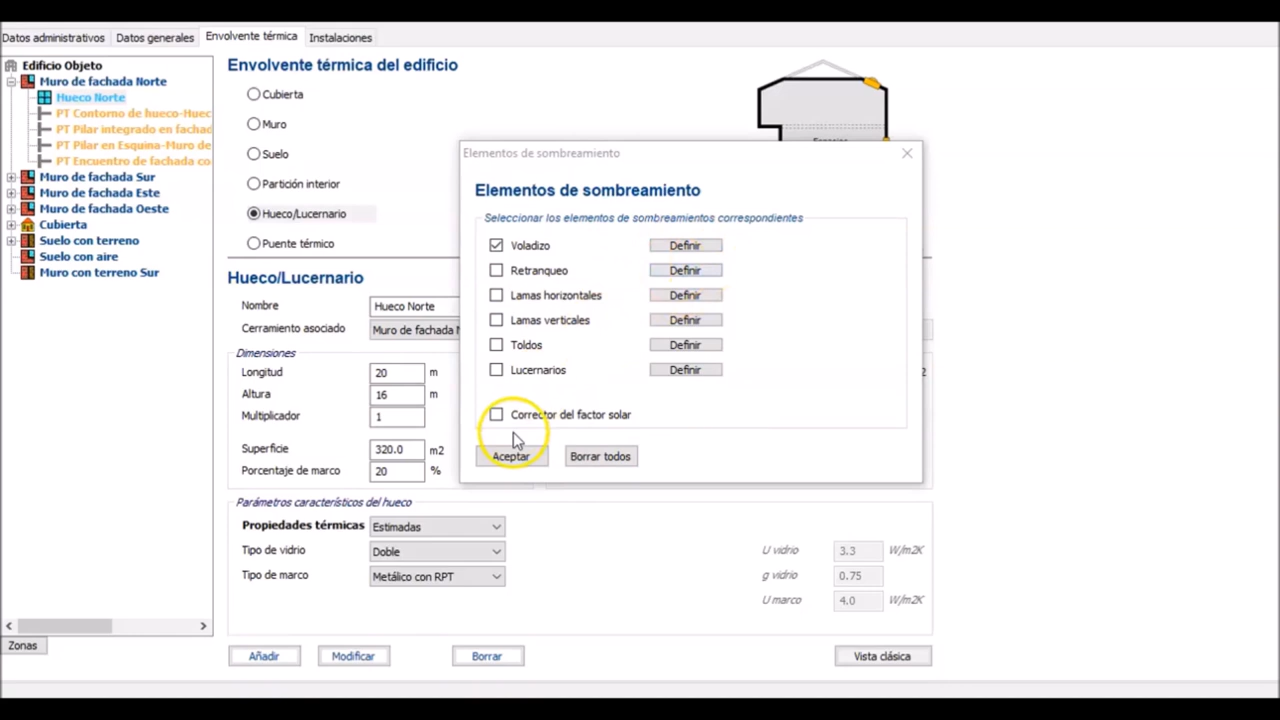 Datos administrativos Datos generales Envolvente térmica Instalaciones
Edificio Objeto
Muro de fachada Norte
Hueco Norte
PT Contorno de hueco-Huec
PT Pilar integrado en fachad
PT Pilar en Esquina-Muro de
PT Encuentro de fachada co
Muro de fachada Sur
Muro de fachada Este
Muro de fachada Oeste
Cubierta
Suelo con terreno
Suelo con aire
Muro con terreno Sur
Zonas
Envolvente térmica del edificio
Cubierta
Muro
Suelo
Partición interior
Hueco/Lucernario
Puente térmico
Hueco/Lucernario
Nombre Hueco Norte
Cerramiento asociado Muro de fachada
Dimensiones
Longitud 20 m
Altura 16 m
Multiplicador 1
Superficie 320.0 m2
Porcentaje de marco 20 %
Elementos de sombreamiento
Elementos de sombreamiento
Seleccionar los elementos de sombreamientos correspondientes
Voladizo Definir
Retranqueo Definir
Lamas horizontales Definir
Lamas verticales Definir
Toldos Definir
Lucernarios Definir
Corrector del factor solar
Aceptar Borrar todos
Parámetros característicos del hueco
Propiedades térmicas Estimadas
Tipo de vidrio Doble
Tipo de marco Metálico con RPT
U vidrio 3.3 W/m2K
g vidrio 0.75
U marco 4.0 W/m2K
Añadir Modificar Borrar Vista clásica